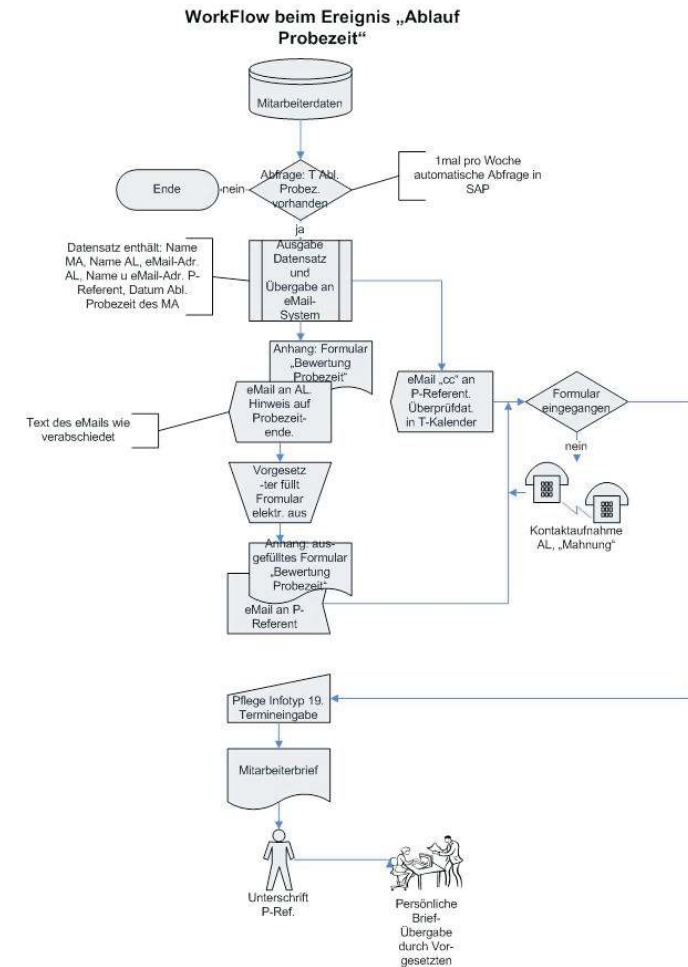 WorkFlow beim Ereignis „Ablauf
Probezeit“
Mitarbeiterdaten
Abfrage: T Abl.
Probez.
vorhanden
nein
Ende
1mal pro Woche
automatische Abfrage in
SAP
ja
Ausgabe
Datensatz
und
Übergabe an
eMail-
System
Datensatz enthält: Name
MA, Name AL, eMail-Adr.
AL, Name u eMail-Adr. P-
Referent, Datum Abl.
Probezeit des MA
Anhang: Formular
„Bewertung
Probezeit“
eMail an AL.
Hinweis auf
Probezeit-
ende.
Text des eMails wie
verabschiedet
eMail „cc“ an
P-Referent.
Überprüfdat.
in T-Kalender
Formular
eingegangen
nein
Kontaktaufnahme
AL, „Mahnung“
Vorgesetz
-ter füllt
Fromular
elektr. aus
Anhang: aus-
gefülltes Formular
„Bewertung
Probezeit“
eMail an P-
Referent
Pflege Infotyp 19.
Termineingabe
Mitarbeiterbrief
Unterschrift
P-Ref.
Persönliche
Brief-
Übergabe
durch Vor-
gesetzten